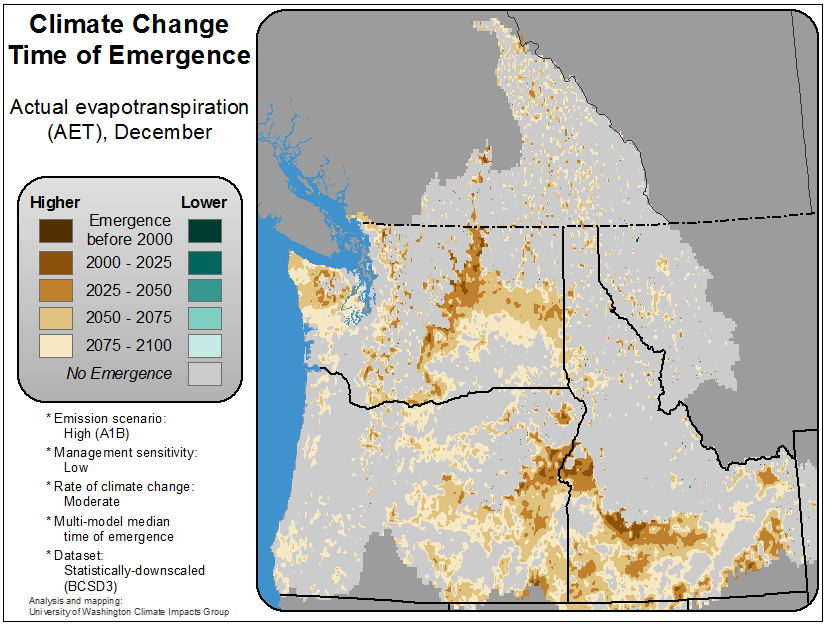 Climate Change
Time of Emergence
Actual evapotranspiration
(AET), December
Higher Lower
Emergence
before 2000
2000 - 2025
2025 - 2050
2050 - 2075
2075 - 2100
No Emergence
* Emission scenario:
High (A1B)
* Management sensitivity:
Low
* Rate of climate change:
Moderate
* Multi-model median
time of emergence
* Dataset:
Statistically-downscaled
(BCSD3)
Analysis and mapping:
University of Washington Climate Impacts Group